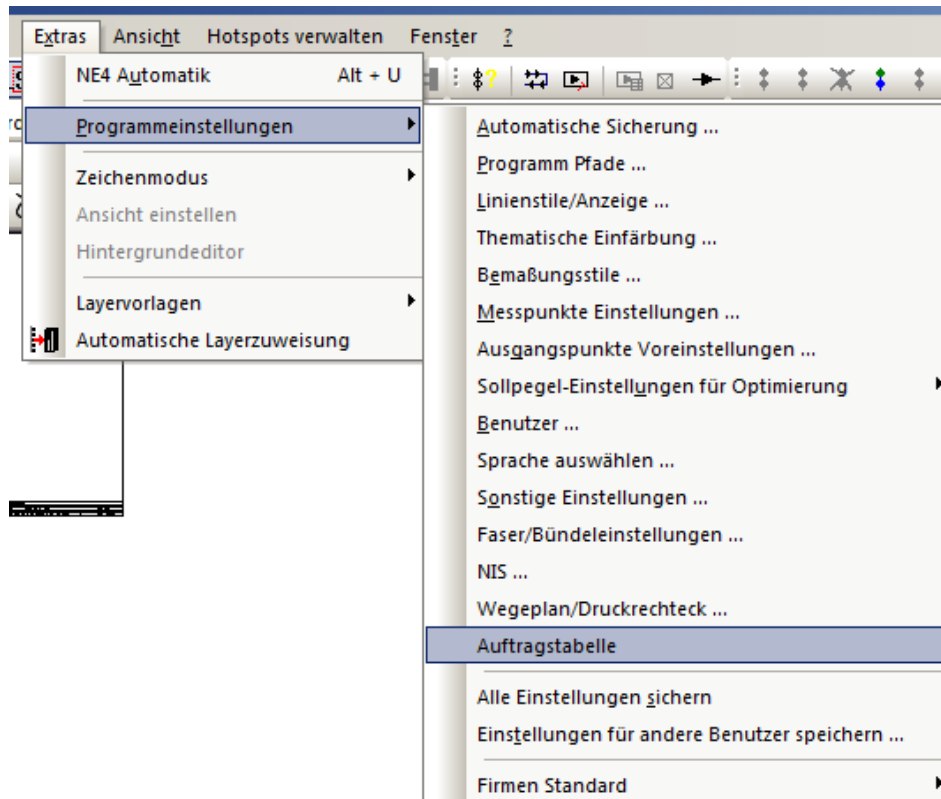 Extras Ansicht Hotspots verwalten Fenster ?
NE4 Automatik Alt + U
Programmeinstellungen
Zeichenmodus
Ansicht einstellen
Hintergrundeditor
Layervorlagen
Automatische Layerzuweisung
Automatische Sicherung ...
Programm Pfade ...
Linienstile/Anzeige ...
Thematische Einfärbung ...
Bemaßungsstile ...
Messpunkte Einstellungen ...
Ausgangspunkte Voreinstellungen ...
Sollpegel-Einstellungen für Optimierung
Benutzer ...
Sprache auswählen ...
Sonstige Einstellungen ...
Faser/Bündeleinstellungen ...
NIS ...
Wegeplan/Druckrechteck ...
Auftragstabelle
Alle Einstellungen sichern
Einstellungen für andere Benutzer speichern ...
Firmen Standard